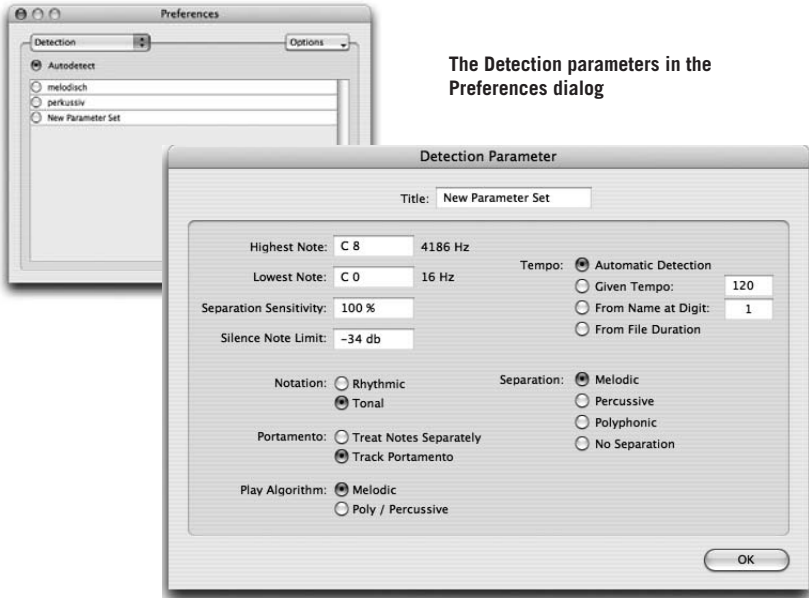 Preferences
Detection
Options
Autodetect
melodisch
perkussiv
New Parameter Set
The Detection parameters in the
Preferences dialog
Detection Parameter
Title: New Parameter Set
Highest Note: C 8 4186 Hz
Lowest Note: C 0 16 Hz
Separation Sensitivity: 100 %
Silence Note Limit: -34 db
Tempo: Automatic Detection
Given Tempo: 120
From Name at Digit: 1
From File Duration
Notation: Rhythmic
Tonal
Portamento: Treat Notes Separately
Track Portamento
Play Algorithm: Melodic
Poly / Percussive
Separation: Melodic
Percussive
Polyphonic
No Separation
OK